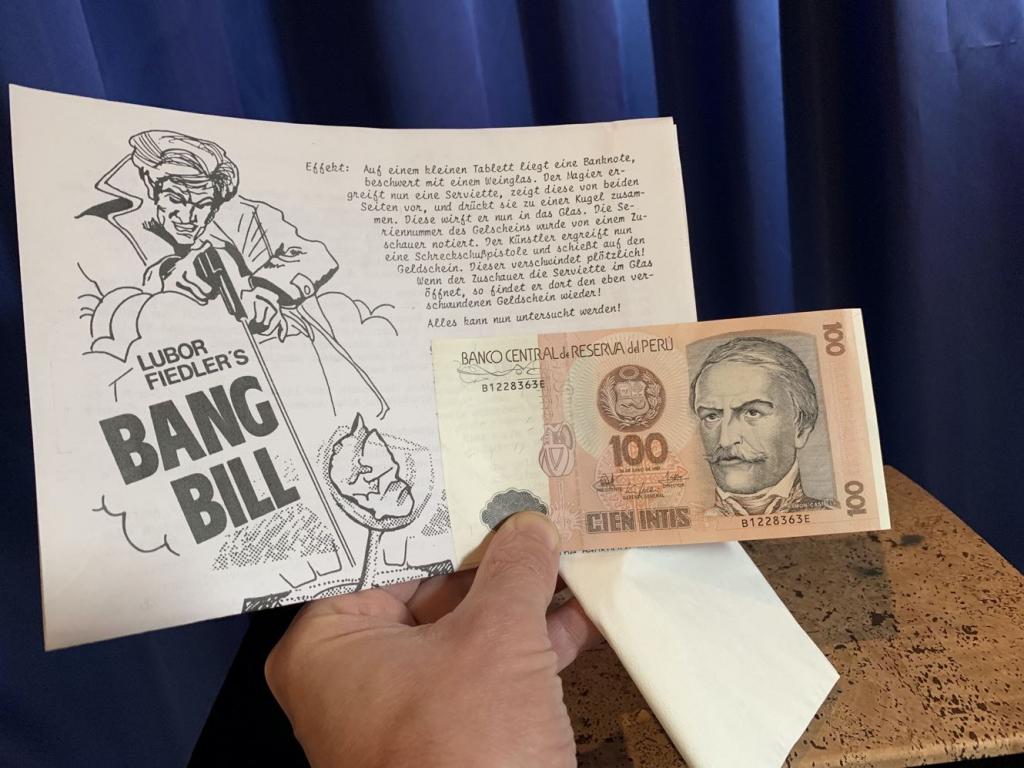 Effekt: Auf einem kleinen Tablett liegt eine Banknote,
beschwert mit einem Weinglas. Der Magier er-
greift nun eine Serviette, zeigt diese von beiden
Seiten vor, und drückt sie zu einer Kugel zusam-
men. Diese wirft er nun in das Glas. Die Se-
riennummer des Gelscheins wurde von einem Zu-
schauer notiert. Der Künstler ergreift nun
eine Schreckschußpistole und schießt auf den
Geldschein. Dieser verschwindet plötzlich!
Wenn der Zuschauer die Serviette im Glas
öffnet, so findet er dort den eben ver-
schwundenen Geldschein wieder!
Alles kann nun untersucht werden!
LUBOR
FIEDLER'S
BANG
BILL
BANCO CENTRAL de RESERVA del PERÚ
B1228363E
100
100
CIEN INTIS
B1228363E
100